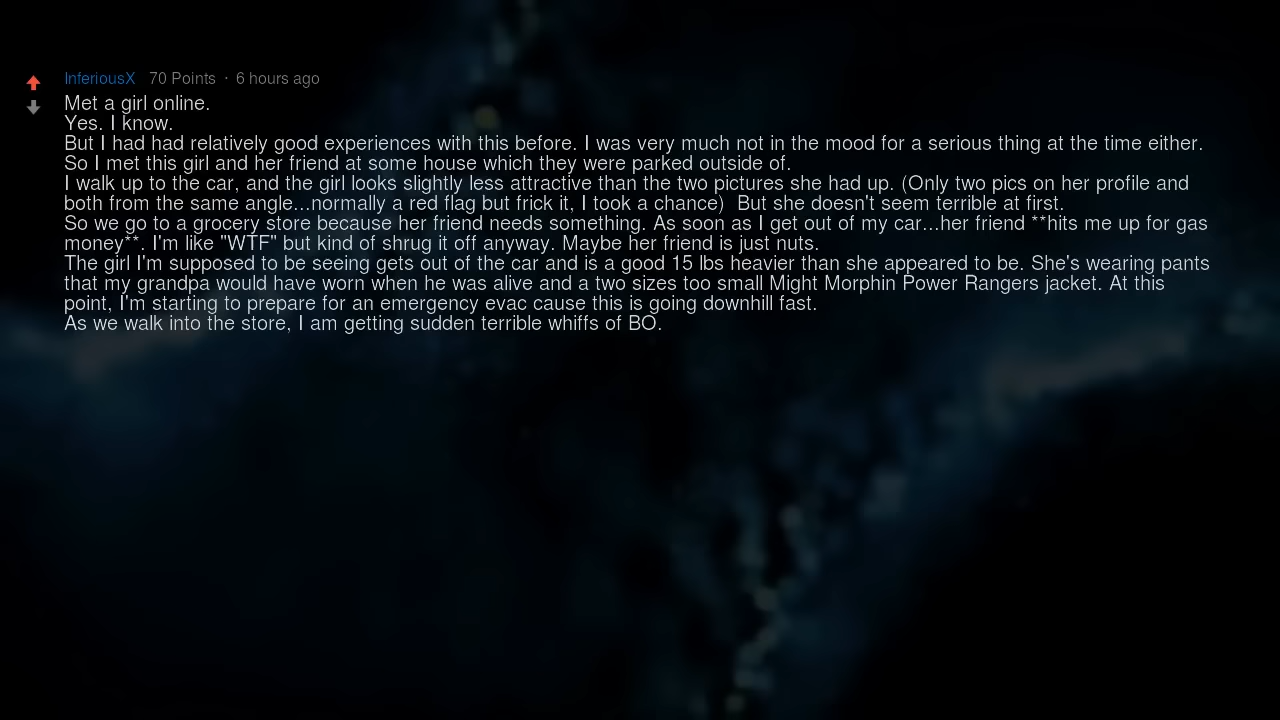 InferiousX 70 Points · 6 hours ago
Met a girl online.
Yes. I know.
But I had had relatively good experiences with this before. I was very much not in the mood for a serious thing at the time either.
So I met this girl and her friend at some house which they were parked outside of.
I walk up to the car, and the girl looks slightly less attractive than the two pictures she had up. (Only two pics on her profile and
both from the same angle...normally a red flag but frick it, I took a chance)  But she doesn't seem terrible at first.
So we go to a grocery store because her friend needs something. As soon as I get out of my car...her friend **hits me up for gas
money**. I'm like "WTF" but kind of shrug it off anyway. Maybe her friend is just nuts.
The girl I'm supposed to be seeing gets out of the car and is a good 15 lbs heavier than she appeared to be. She's wearing pants
that my grandpa would have worn when he was alive and a two sizes too small Might Morphin Power Rangers jacket. At this
point, I'm starting to prepare for an emergency evac cause this is going downhill fast.
As we walk into the store, I am getting sudden terrible whiffs of BO.